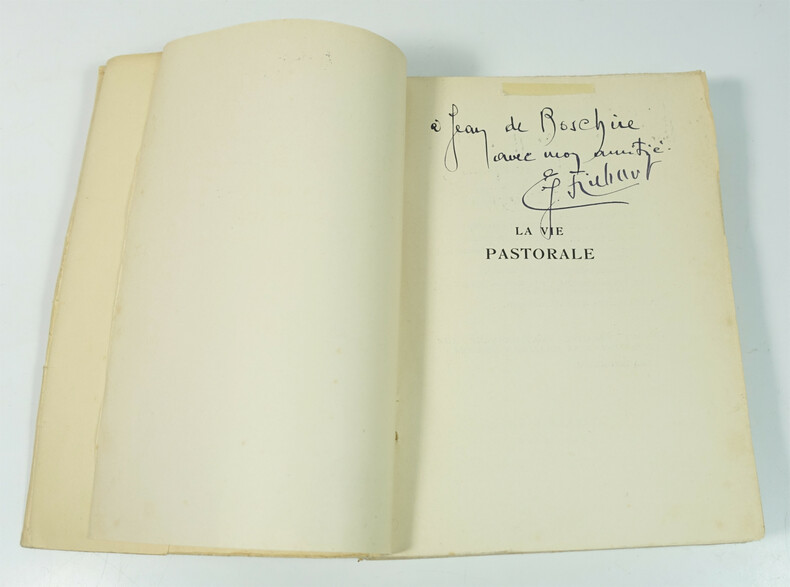 à Jean de Boschère
avec mon amitié.
LA VIE
PASTORALE